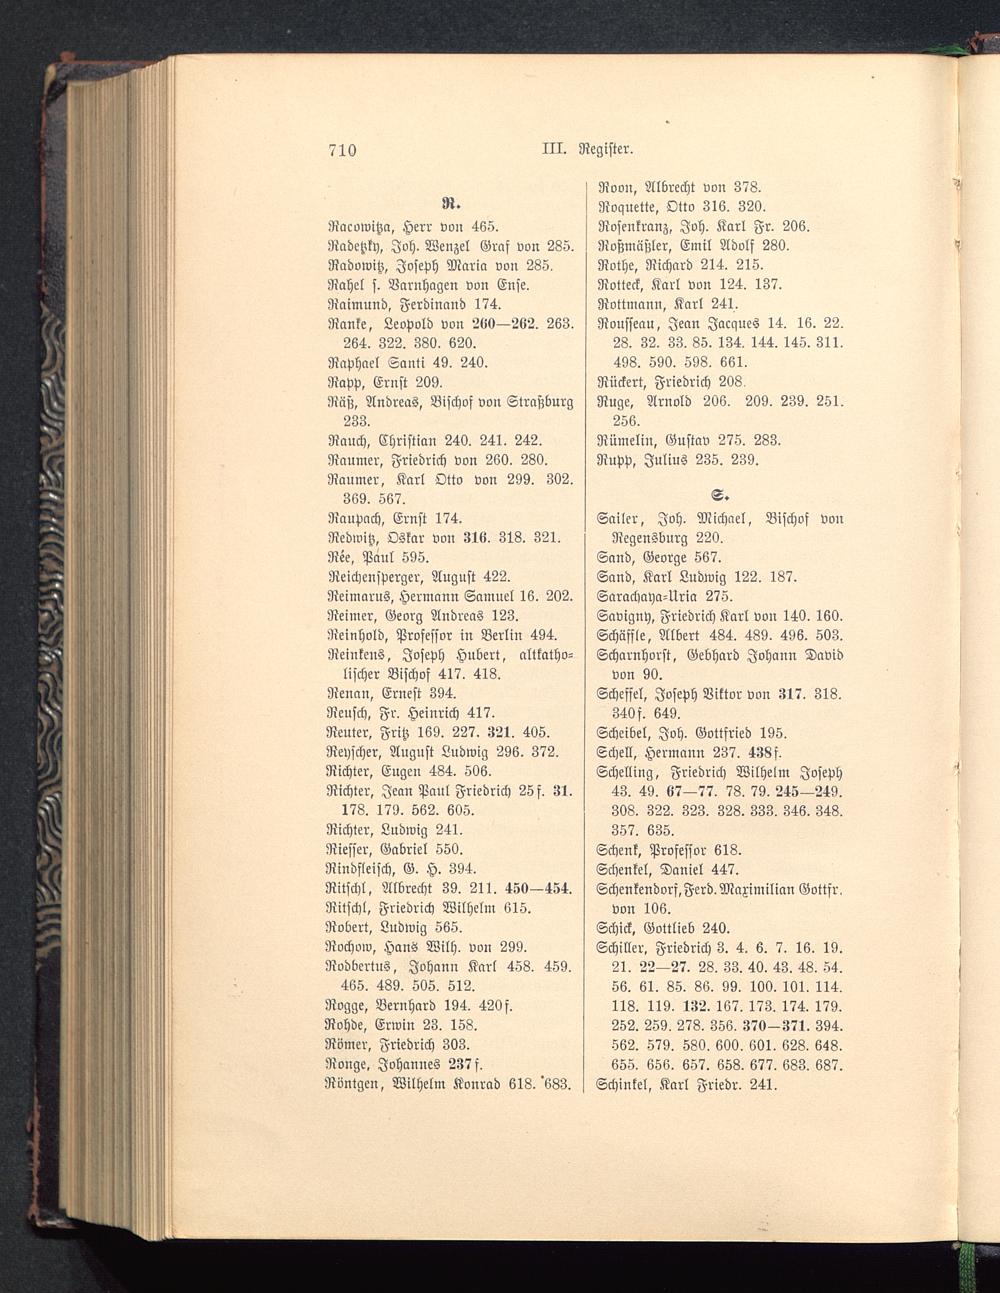 710
III. Register.
R.
Racowitza, Herr von 465.
Radetzky, Joh. Wenzel Graf von 285.
Radowitz, Joseph Maria von 285.
Rahel s. Varnhagen von Ense.
Raimund, Ferdinand 174.
Ranke, Leopold von 260—262. 263.
264. 322. 380. 620.
Raphael Santi 49. 240.
Rapp, Ernst 209.
Räß, Andreas, Bischof von Straßburg
233.
Rauch, Christian 240. 241. 242.
Raumer, Friedrich von 260. 280.
Raumer, Karl Otto von 299. 302.
369. 567.
Raupach, Ernst 174.
Redwitz, Oskar von 316. 318. 321.
Rée, Paul 595.
Reichensperger, August 422.
Reimarus, Hermann Samuel 16. 202.
Reimer, Georg Andreas 123.
Reinhold, Professor in Berlin 494.
Reinkens, Joseph Hubert, altkatho-
lischer Bischof 417. 418.
Renan, Ernest 394.
Reusch, Fr. Heinrich 417.
Reuter, Fritz 169. 227. 321. 405.
Reyscher, August Ludwig 296. 372.
Richter, Eugen 484. 506.
Richter, Jean Paul Friedrich 25f. 31.
178. 179. 562. 605.
Richter, Ludwig 241.
Riesser, Gabriel 550.
Rindfleisch, G. H. 394.
Ritschl, Albrecht 39. 211. 450—454.
Ritschl, Friedrich Wilhelm 615.
Robert, Ludwig 565.
Rochow, Hans Wilh. von 299.
Rodbertus, Johann Karl 458. 459.
465. 489. 505. 512.
Rogge, Bernhard 194. 420f.
Rohde, Erwin 23. 158.
Römer, Friedrich 303.
Ronge, Johannes 237f.
Röntgen, Wilhelm Konrad 618. 683.
Roon, Albrecht von 378.
Roquette, Otto 316. 320.
Rosenkranz, Joh. Karl Fr. 206.
Roßmäßler, Emil Adolf 280.
Rothe, Richard 214. 215.
Rotteck, Karl von 124. 137.
Rottmann, Karl 241.
Rousseau, Jean Jacques 14. 16. 22.
28. 32. 33. 85. 134. 144. 145. 311.
498. 590. 598. 661.
Rückert, Friedrich 208.
Ruge, Arnold 206. 209. 239. 251.
256.
Rümelin, Gustav 275. 283.
Rupp, Julius 235. 239.
S.
Sailer, Joh. Michael, Bischof von
Regensburg 220.
Sand, George 567.
Sand, Karl Ludwig 122. 187.
Sarachaya-Uria 275.
Savigny, Friedrich Karl von 140. 160.
Schäffle, Albert 484. 489. 496. 503.
Scharnhorst, Gebhard Johann David
von 90.
Scheffel, Joseph Viktor von 317. 318.
340f. 649.
Scheibel, Joh. Gottfried 195.
Schell, Hermann 237. 438f.
Schelling, Friedrich Wilhelm Joseph
43. 49. 67—77. 78. 79. 245—249.
308. 322. 323. 328. 333. 346. 348.
357. 635.
Schenk, Professor 618.
Schenkel, Daniel 447.
Schenkendorf, Ferd. Maximilian Gottfr.
von 106.
Schick, Gottlieb 240.
Schiller, Friedrich 3. 4. 6. 7. 16. 19.
21. 22—27. 28. 33. 40. 43. 48. 54.
56. 61. 85. 86. 99. 100. 101. 114.
118. 119. 132. 167. 173. 174. 179.
252. 259. 278. 356. 370—371. 394.
562. 579. 580. 600. 601. 628. 648.
655. 656. 657. 658. 677. 683. 687.
Schinkel, Karl Friedr. 241.